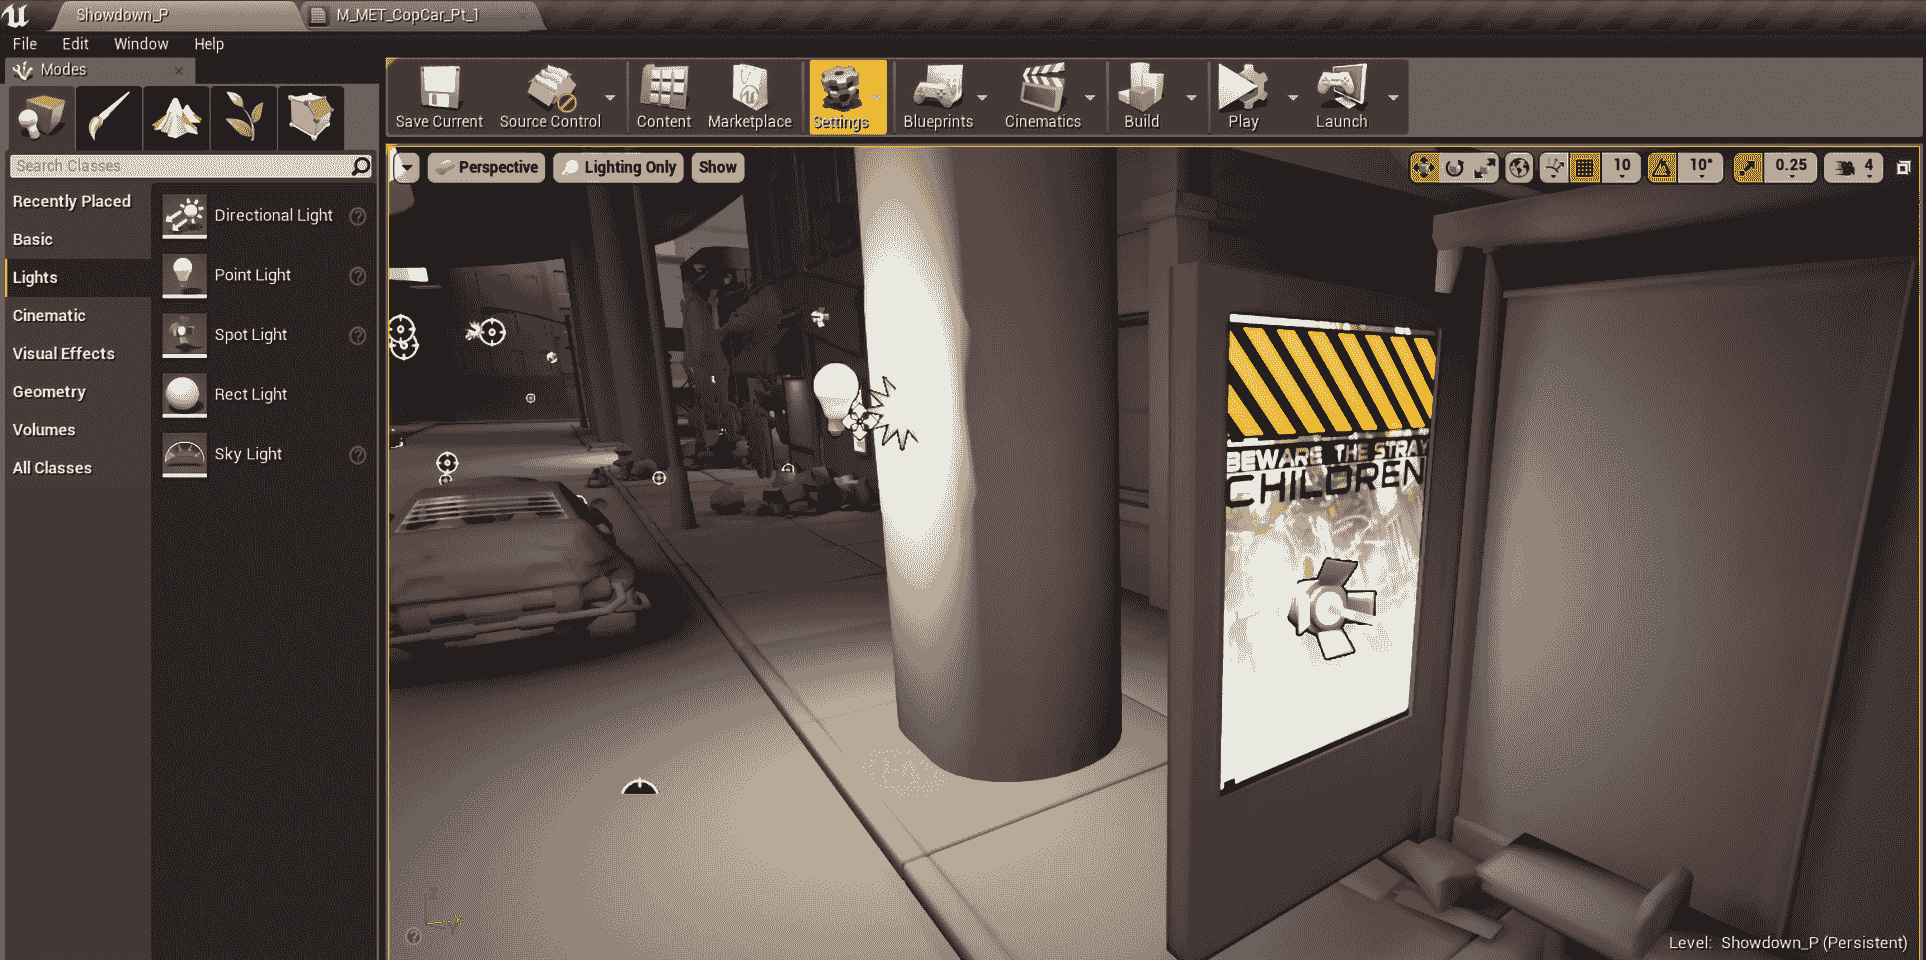 Showdown_P
M_MET_CopCar_Pt_1
File Edit Window Help
Modes
Save Current
Source Control
Content
Marketplace
Settings
Blueprints
Cinematics
Build
Play
Launch
Search Classes
Perspective
Lighting Only
Show
10
10°
0.25
4
Recently Placed
Basic
Lights
Cinematic
Visual Effects
Geometry
Volumes
All Classes
Directional Light
Point Light
Spot Light
Rect Light
Sky Light
BEWARE THE STRAY
CHILDREN
Level: Showdown_P (Persistent)